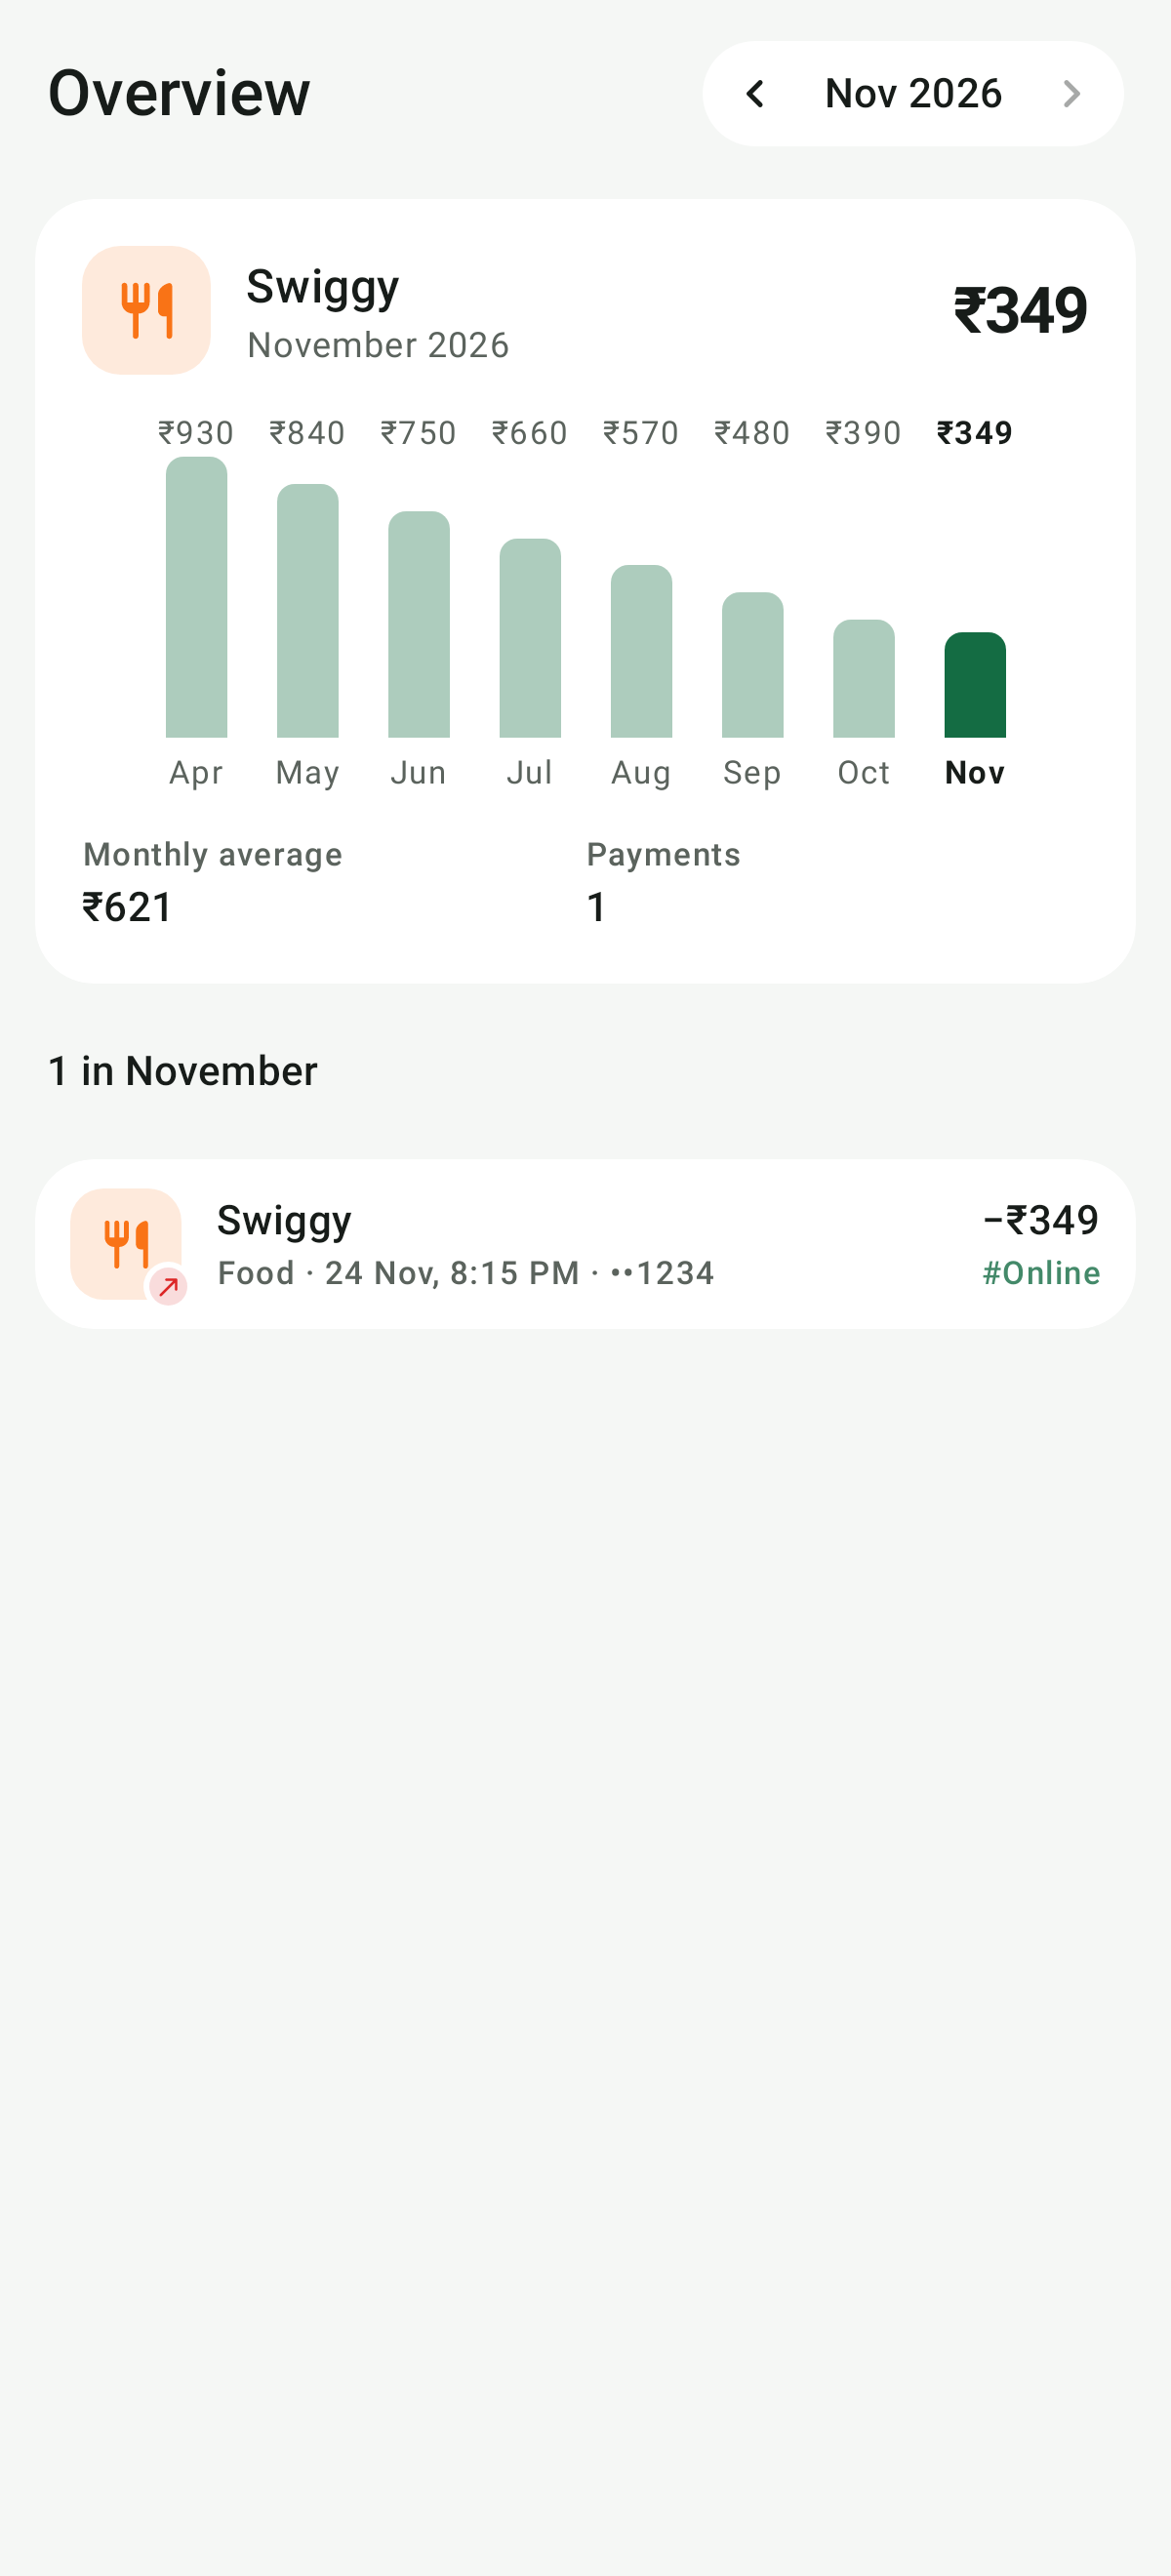 Overview
Nov 2026
Swiggy
November 2026
₹349
₹930 ₹840 ₹750 ₹660 ₹570 ₹480 ₹390 ₹349
Apr May Jun Jul Aug Sep Oct Nov
Monthly average
₹621
Payments
1
1 in November
Swiggy
−₹349
Food · 24 Nov, 8:15 PM · ••1234
#Online